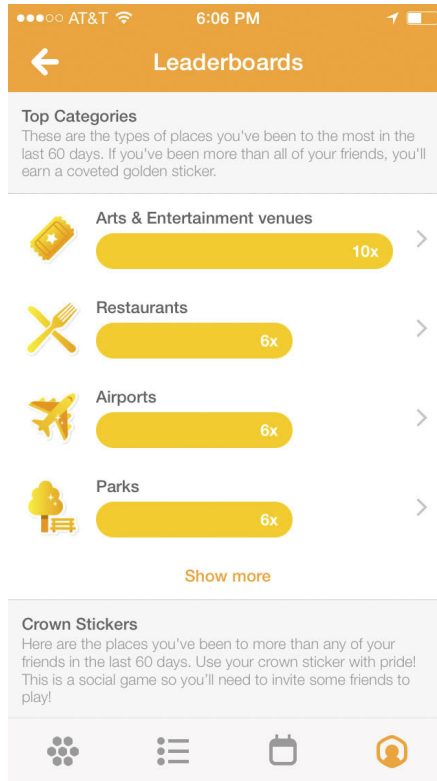 AT&T 6:06 PM
Leaderboards
Top Categories
These are the types of places you've been to the most in the
last 60 days. If you've been more than all of your friends, you'll
earn a coveted golden sticker.
Arts & Entertainment venues
10x
Restaurants
6x
Airports
6x
Parks
6x
Show more
Crown Stickers
Here are the places you've been to more than any of your
friends in the last 60 days. Use your crown sticker with pride!
This is a social game so you'll need to invite some friends to
play!